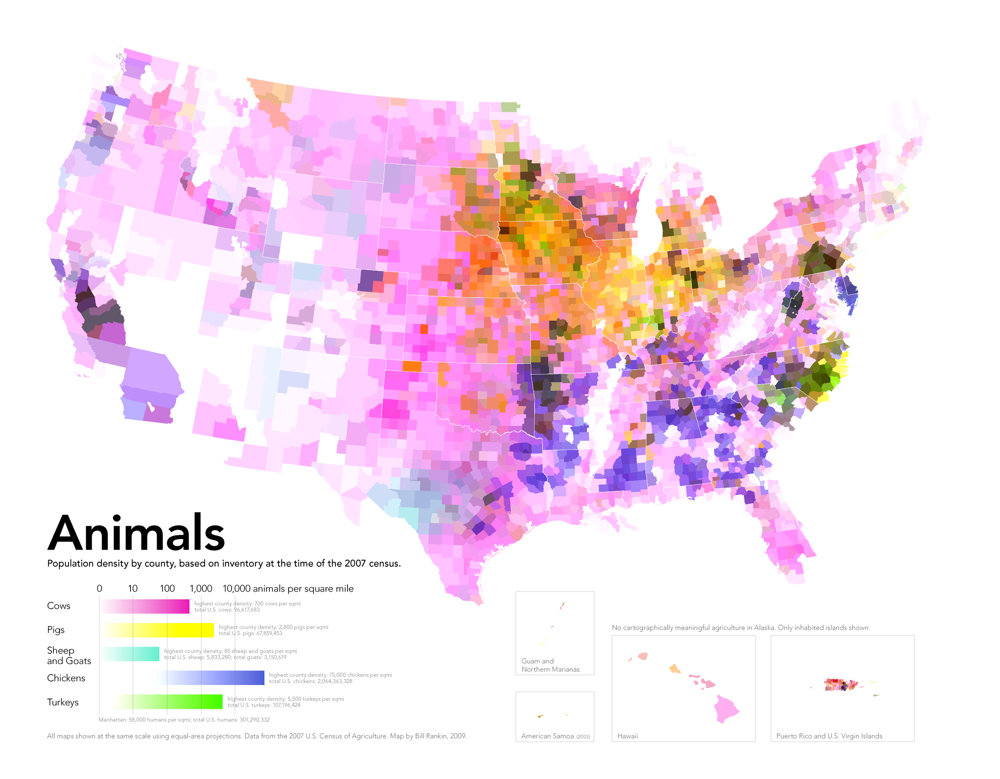 Animals
Population density by county, based on inventory at the time of the 2007 census.
0 10 100 1,000 10,000 animals per square mile
Cows
highest county density: 700 cows per sqmi
total U.S. cows: 96,617,683
Pigs
highest county density: 2,800 pigs per sqmi
total U.S. pigs: 67,859,453
Sheep
and Goats
highest county density: 85 sheep and goats per sqmi
total U.S. sheep: 5,833,280; total goats: 3,150,619
Chickens
highest county density: 75,000 chickens per sqmi
total U.S. chickens: 2,064,363,328
Turkeys
highest county density: 5,500 turkeys per sqmi
total U.S. turkeys: 107,196,424
Manhattan: 58,000 humans per sqmi; total U.S. humans: 301,290,332
All maps shown at the same scale using equal-area projections. Data from the 2007 U.S. Census of Agriculture. Map by Bill Rankin, 2009.
Guam and
Northern Marianas
American Samoa (2003)
No cartographically meaningful agriculture in Alaska. Only inhabited islands shown.
Hawaii
Puerto Rico and U.S. Virgin Islands